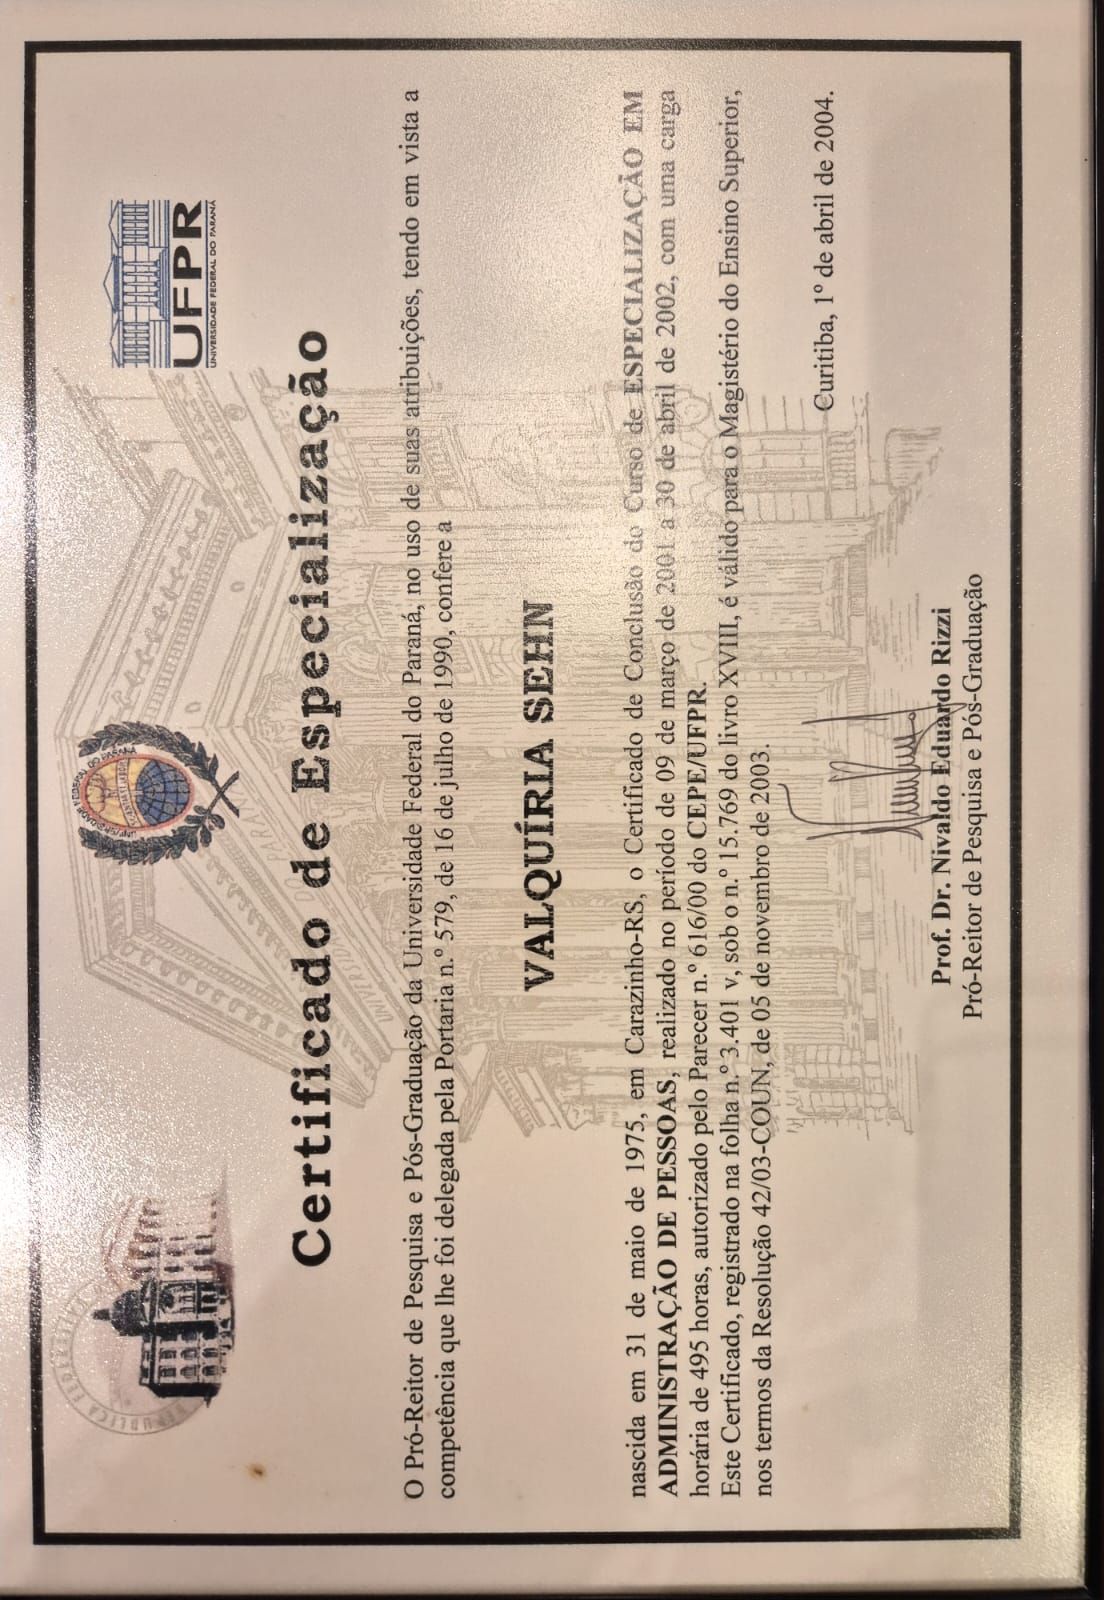 UNIVERSIDADE FEDERAL DO PARANÁ
UFPR
UNIVERSIDADE FEDERAL DO PARANÁ
Certificado de Especialização
O Pró-Reitor de Pesquisa e Pós-Graduação da Universidade Federal do Paraná, no uso de suas atribuições, tendo em vista a
competência que lhe foi delegada pela Portaria n.º 579, de 16 de julho de 1990, confere a
VALQUÍRIA SEHN
nascida em 31 de maio de 1975, em Carazinho-RS, o Certificado de Conclusão do Curso de ESPECIALIZAÇÃO EM
ADMINISTRAÇÃO DE PESSOAS, realizado no período de 09 de março de 2001 a 30 de abril de 2002, com uma carga
horária de 495 horas, autorizado pelo Parecer n.º 616/00 do CEPE/UFPR.
Este Certificado, registrado na folha n.º 3.401 v, sob o n.º 15.769 do livro XVIII, é válido para o Magistério do Ensino Superior,
nos termos da Resolução 42/03-COUN, de 05 de novembro de 2003.
Curitiba, 1º de abril de 2004.
Prof. Dr. Nivaldo Eduardo Rizzi
Pró-Reitor de Pesquisa e Pós-Graduação